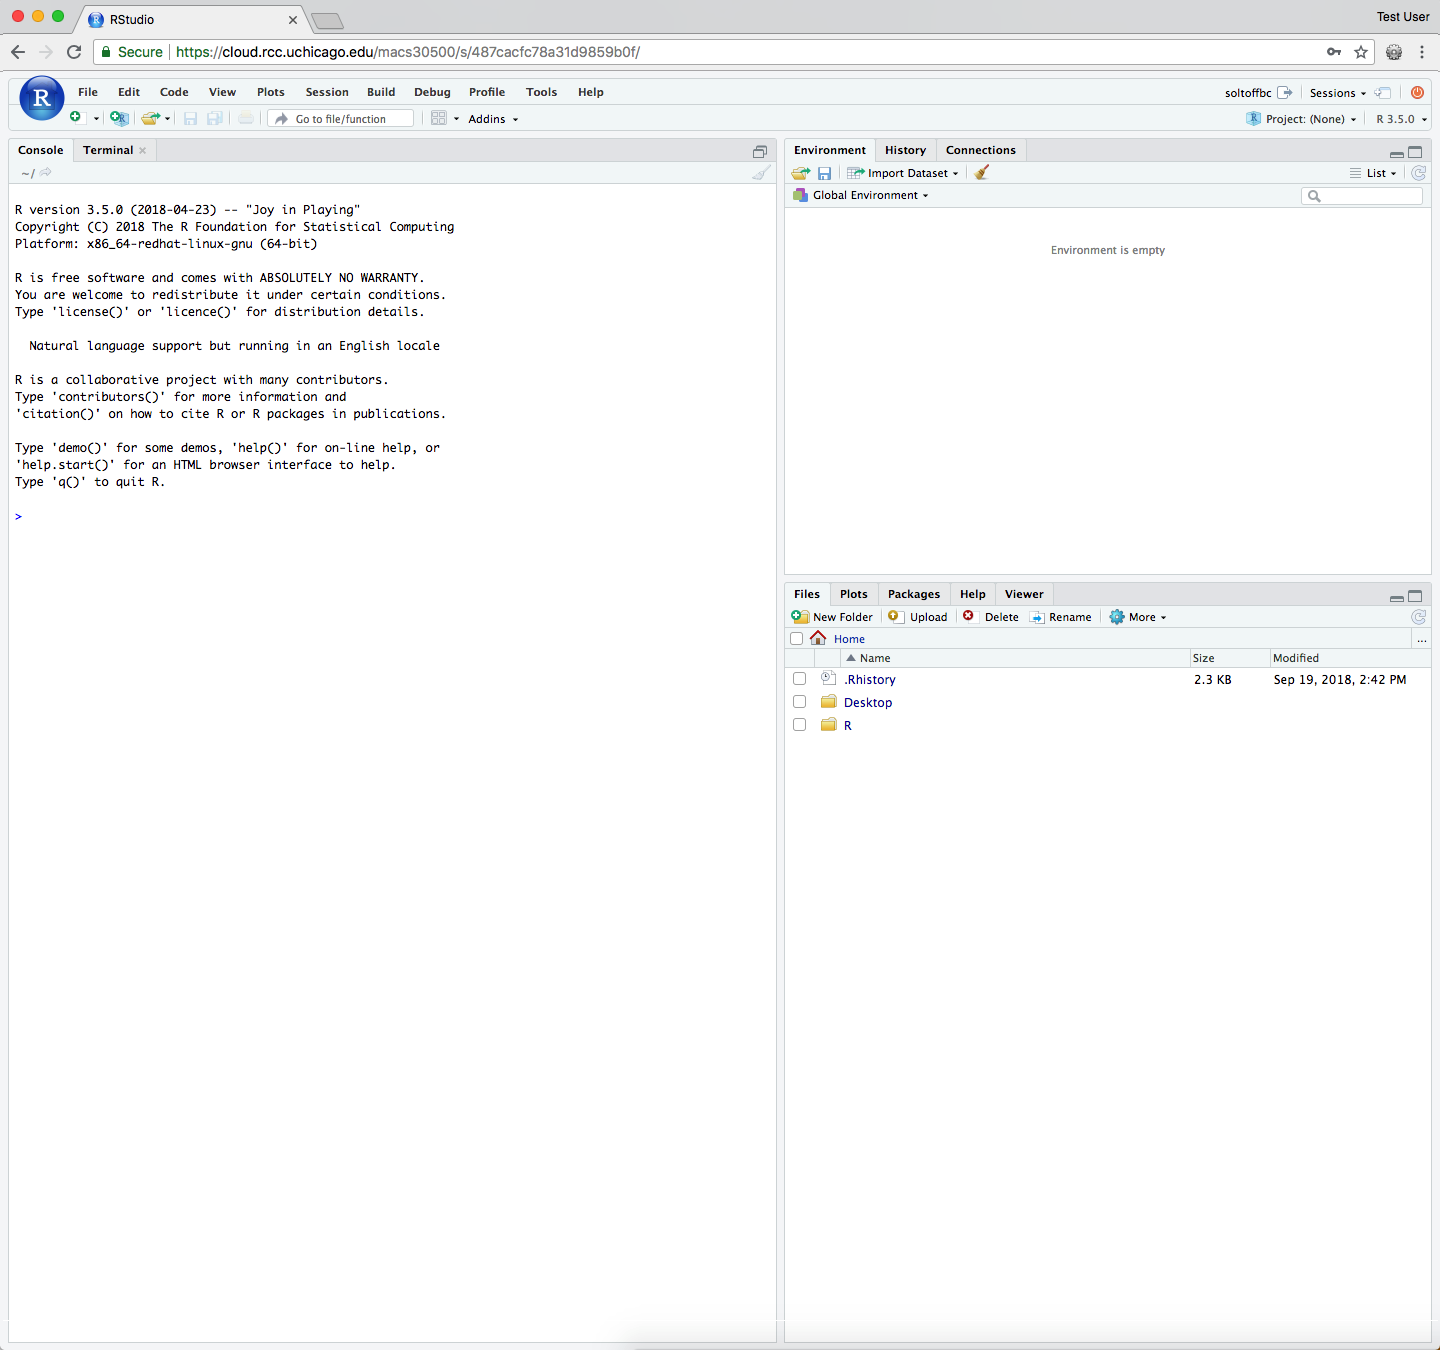 RStudio
Test User
Secure https://cloud.rcc.uchicago.edu/macs30500/s/487cacfc78a31d9859b0f/
R
File Edit Code View Plots Session Build Debug Profile Tools Help
soltoffbc Sessions
Go to file/function Addins
Project: (None) R 3.5.0
Console Terminal
~/
R version 3.5.0 (2018-04-23) -- "Joy in Playing"
Copyright (C) 2018 The R Foundation for Statistical Computing
Platform: x86_64-redhat-linux-gnu (64-bit)
R is free software and comes with ABSOLUTELY NO WARRANTY.
You are welcome to redistribute it under certain conditions.
Type 'license()' or 'licence()' for distribution details.
Natural language support but running in an English locale
R is a collaborative project with many contributors.
Type 'contributors()' for more information and
'citation()' on how to cite R or R packages in publications.
Type 'demo()' for some demos, 'help()' for on-line help, or
'help.start()' for an HTML browser interface to help.
Type 'q()' to quit R.
>
Environment History Connections
Import Dataset List
Global Environment
Environment is empty
Files Plots Packages Help Viewer
New Folder Upload Delete Rename More
Home ...
Name Size Modified
.Rhistory 2.3 KB Sep 19, 2018, 2:42 PM
Desktop
R